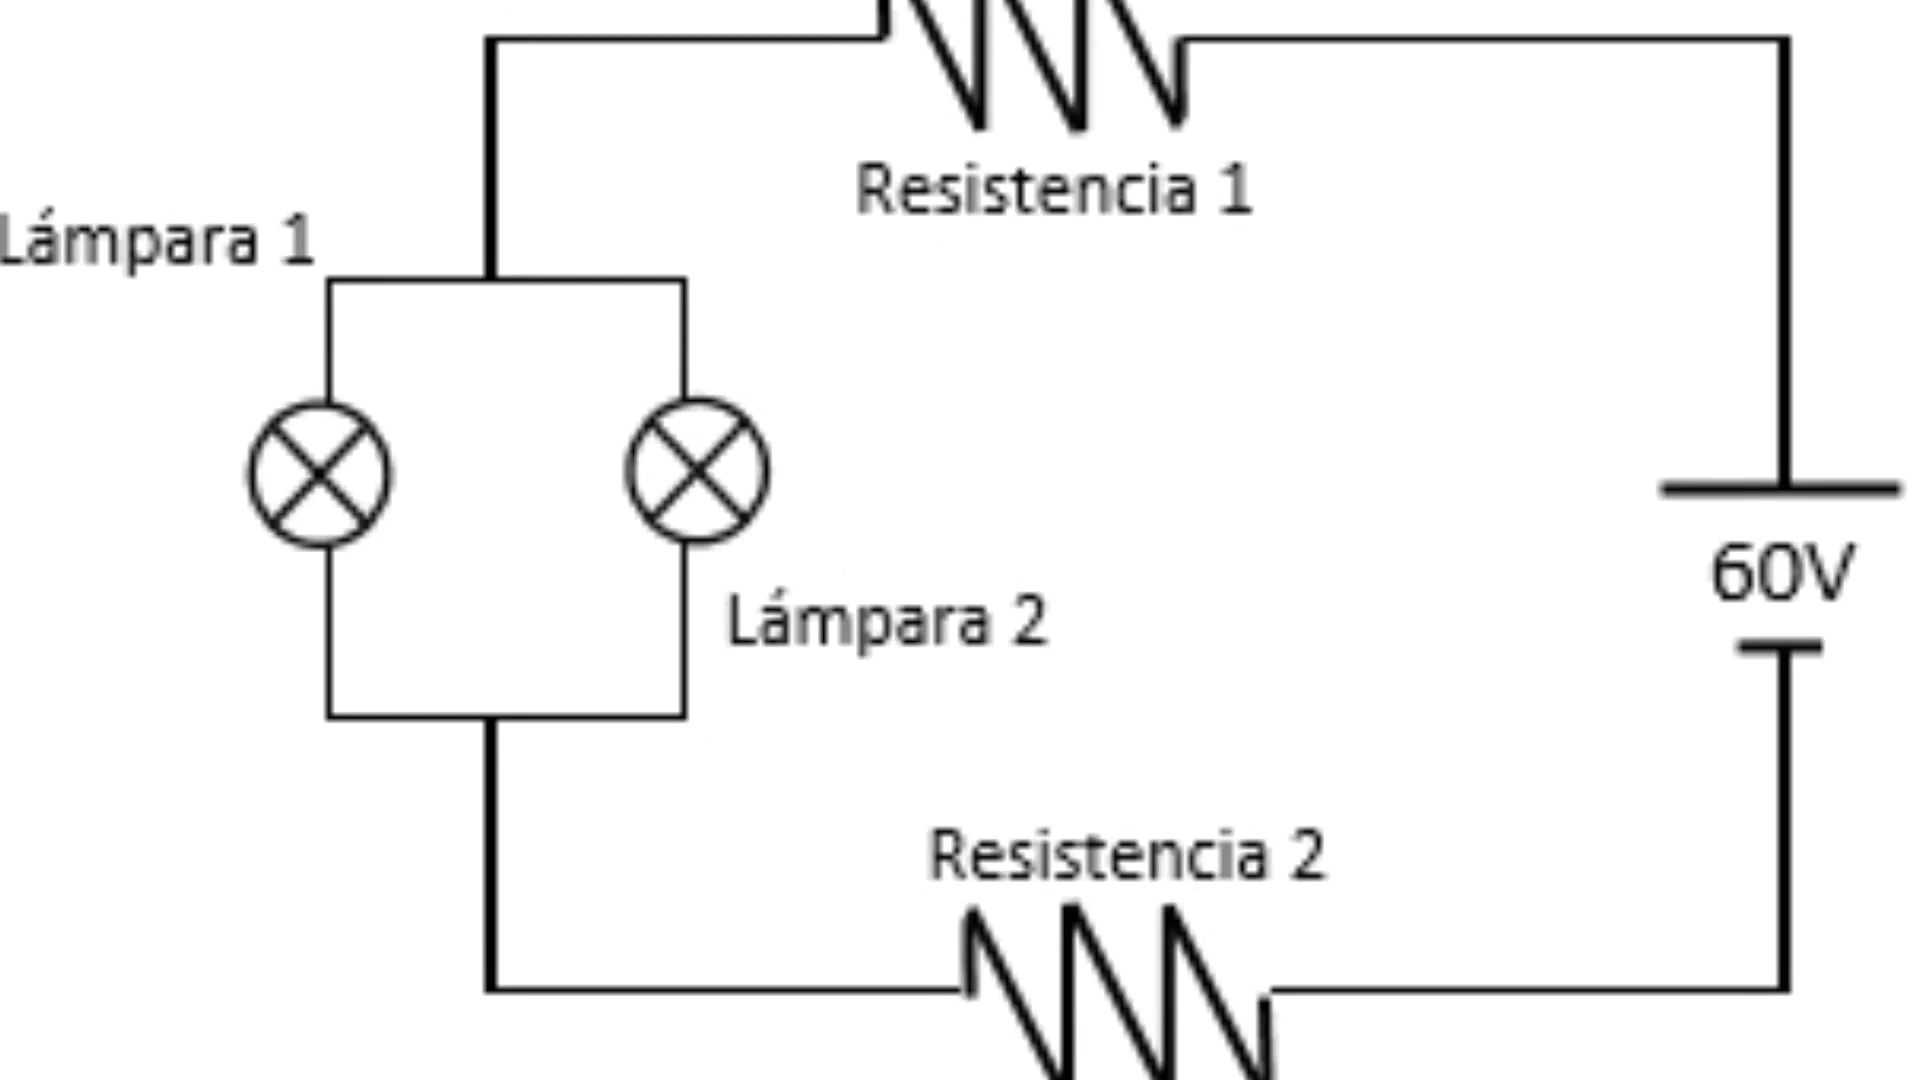 Resistencia 1
Lámpara 1
60V
Lámpara 2
Resistencia 2